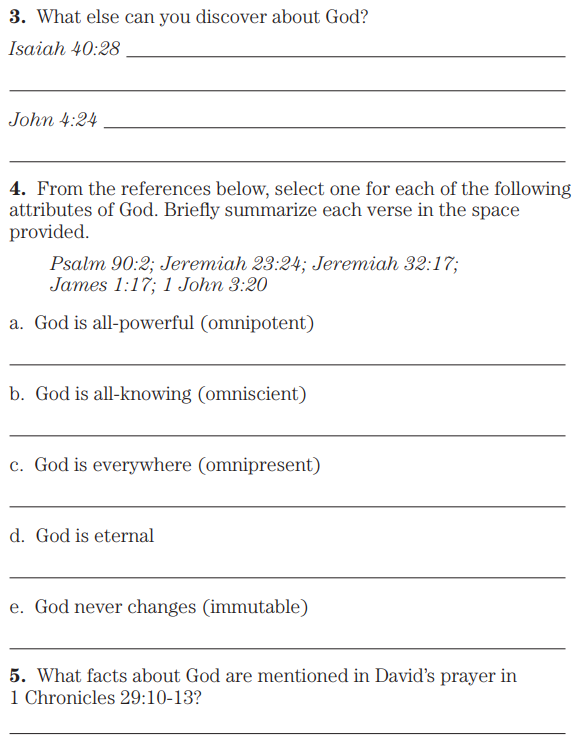 3. What else can you discover about God?
Isaiah 40:28
John 4:24
4. From the references below, select one for each of the following
attributes of God. Briefly summarize each verse in the space
provided.
Psalm 90:2; Jeremiah 23:24; Jeremiah 32:17;
James 1:17; 1 John 3:20
a. God is all-powerful (omnipotent)
b. God is all-knowing (omniscient)
c. God is everywhere (omnipresent)
d. God is eternal
e. God never changes (immutable)
5. What facts about God are mentioned in David’s prayer in
1 Chronicles 29:10-13?